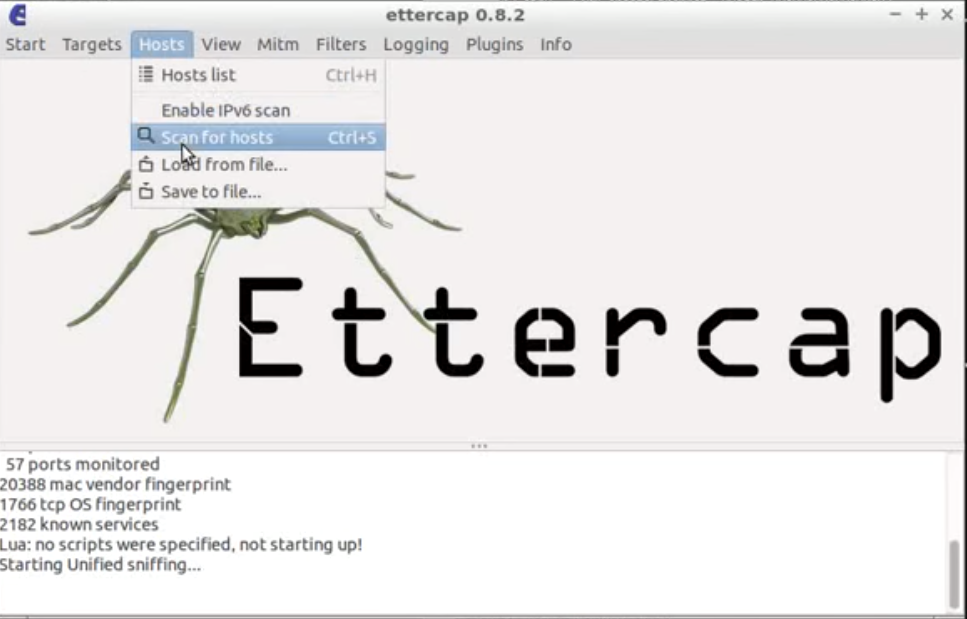 ettercap 0.8.2
Start Targets Hosts View Mitm Filters Logging Plugins Info
Hosts list Ctrl+H
Enable IPv6 scan
Scan for hosts Ctrl+S
Load from file...
Save to file...
Ettercap
57 ports monitored
20388 mac vendor fingerprint
1766 tcp OS fingerprint
2182 known services
Lua: no scripts were specified, not starting up!
Starting Unified sniffing...